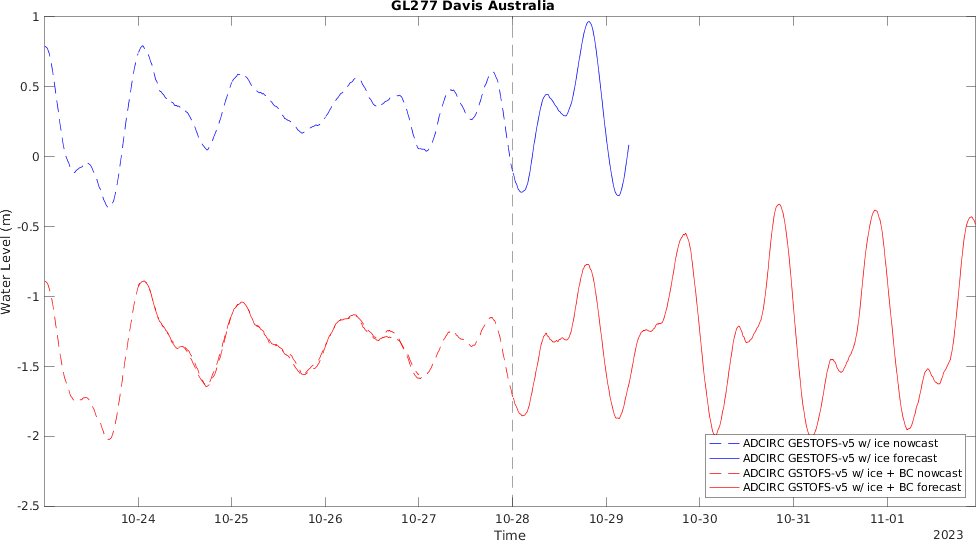 GL277 Davis Australia
1
0.5
0
-0.5
-1
-1.5
-2
-2.5
Water Level (m)
ADCIRC GESTOFS-v5 w/ ice nowcast
ADCIRC GESTOFS-v5 w/ ice forecast
ADCIRC GSTOFS-v5 w/ ice + BC nowcast
ADCIRC GSTOFS-v5 w/ ice + BC forecast
10-24 10-25 10-26 10-27 10-28 10-29 10-30 10-31 11-01
Time
2023